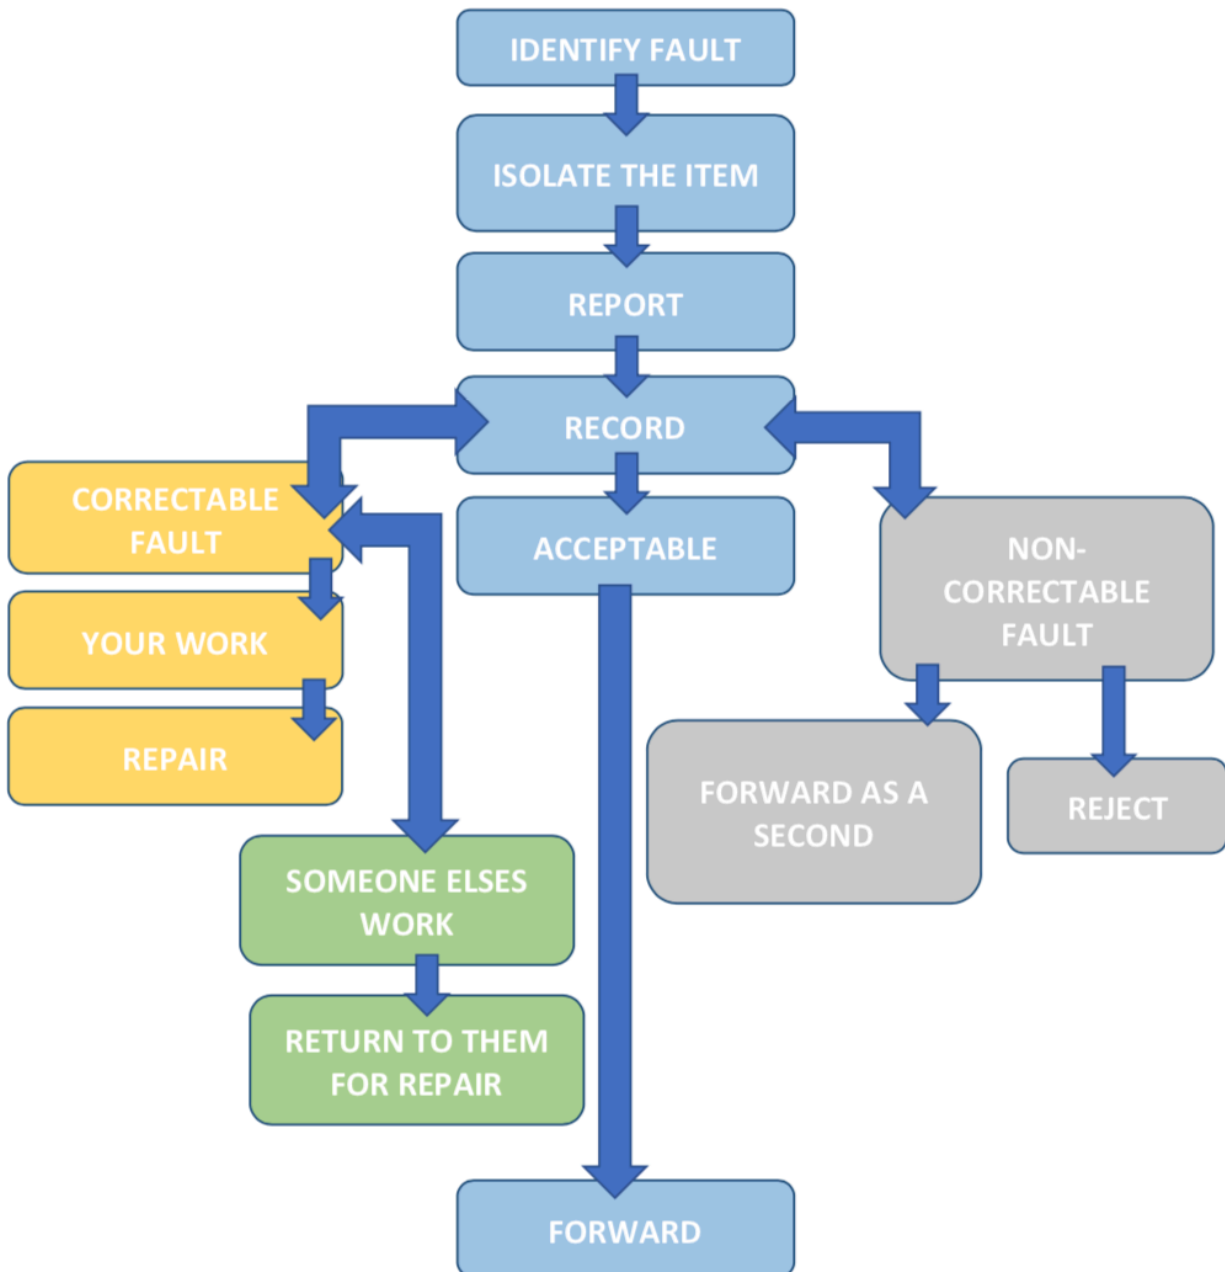 IDENTIFY FAULT
ISOLATE THE ITEM
REPORT
RECORD
CORRECTABLE
FAULT
ACCEPTABLE
NON-
CORRECTABLE
FAULT
YOUR WORK
REPAIR
FORWARD AS A
SECOND
REJECT
SOMEONE ELSES
WORK
RETURN TO THEM
FOR REPAIR
FORWARD